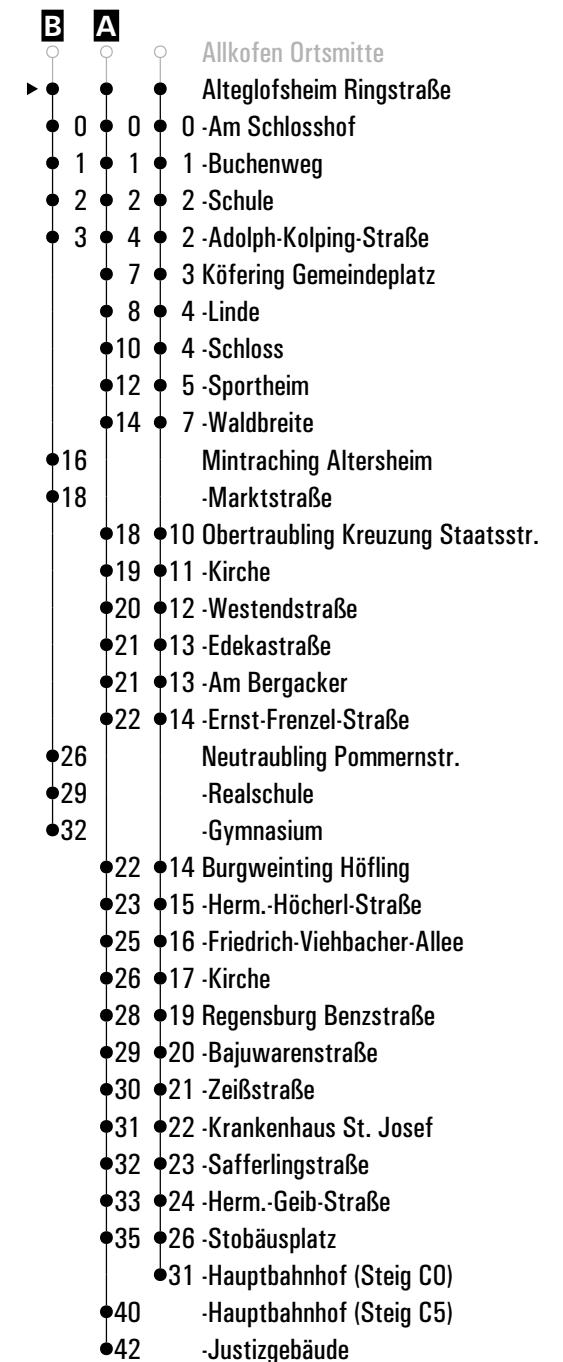 B A
Allkofen Ortsmitte
Alteglofsheim Ringstraße
0 0 0 -Am Schlosshof
1 1 1 -Buchenweg
2 2 2 -Schule
3 4 2 -Adolph-Kolping-Straße
7 3 Köfering Gemeindeplatz
8 4 -Linde
10 4 -Schloss
12 5 -Sportheim
14 7 -Waldbreite
16 Mintraching Altersheim
18 -Marktstraße
18 10 Obertraubling Kreuzung Staatsstr.
19 11 -Kirche
20 12 -Westendstraße
21 13 -Edekastraße
21 13 -Am Bergacker
22 14 -Ernst-Frenzel-Straße
26 Neutraubling Pommernstr.
29 -Realschule
32 -Gymnasium
22 14 Burgweinting Höfling
23 15 -Herm.-Höcherl-Straße
25 16 -Friedrich-Viehbacher-Allee
26 17 -Kirche
28 19 Regensburg Benzstraße
29 20 -Bajuwarenstraße
30 21 -Zeißstraße
31 22 -Krankenhaus St. Josef
32 23 -Safferlingstraße
33 24 -Herm.-Geib-Straße
35 26 -Stobäusplatz
31 -Hauptbahnhof (Steig C0)
40 -Hauptbahnhof (Steig C5)
42 -Justizgebäude